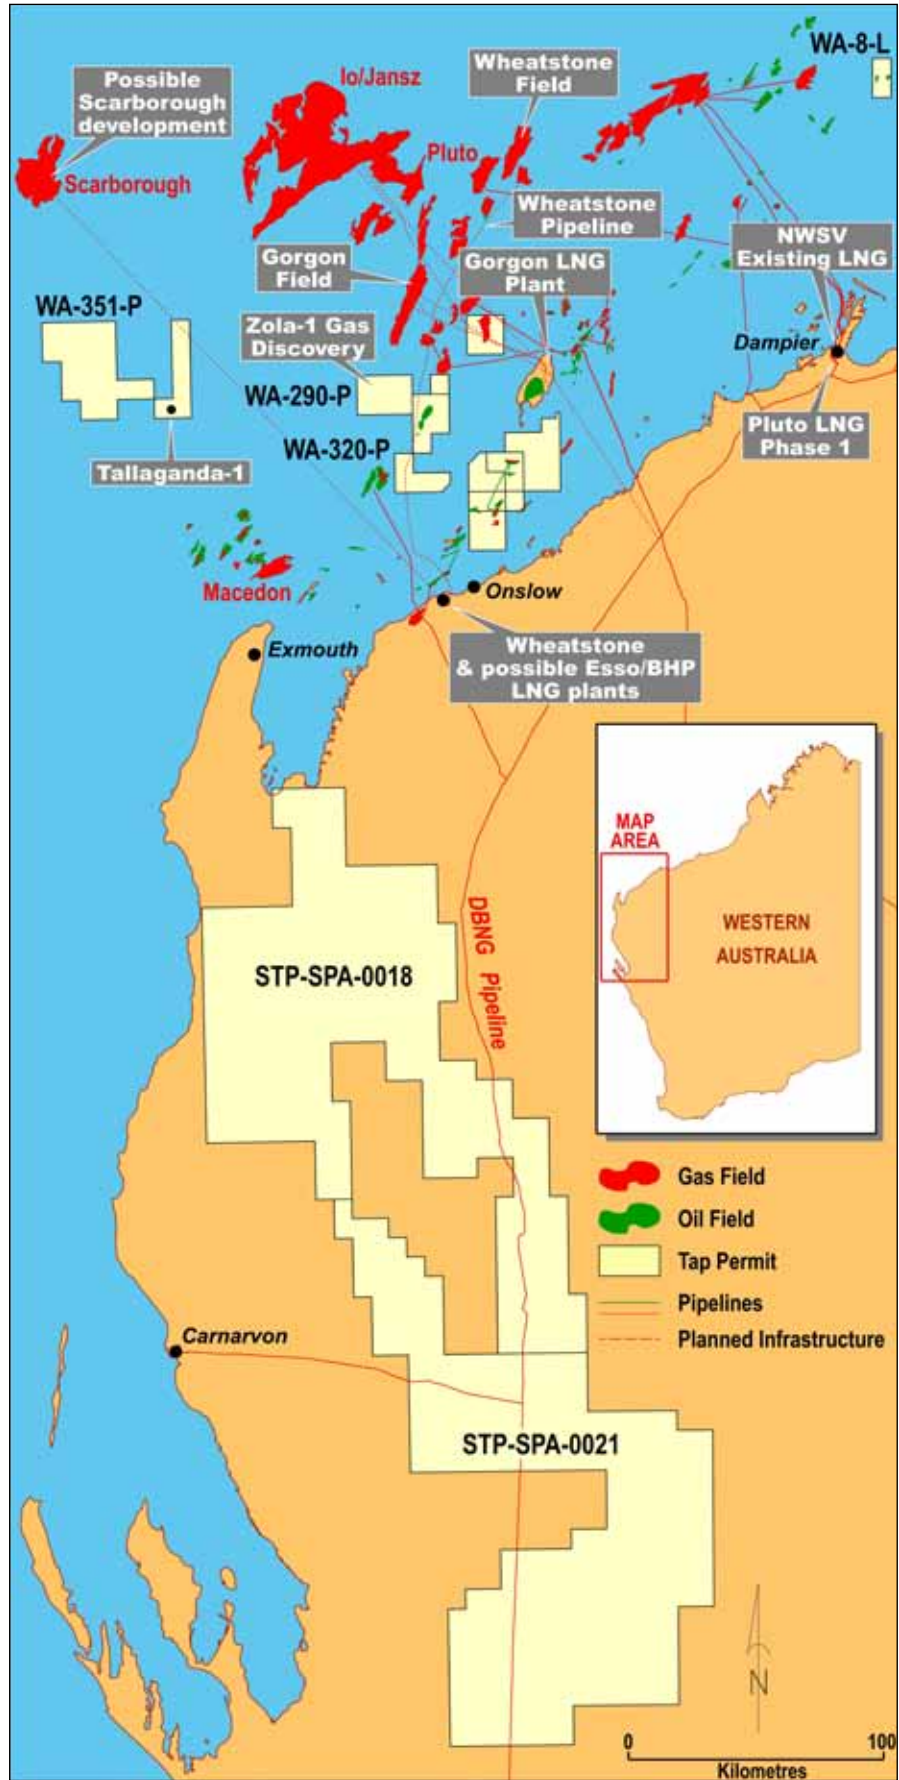 WA-8-L
Io/Jansz
Wheatstone
Field
Possible
Scarborough
development
Pluto
Scarborough
Wheatstone
Pipeline
NWSV
Existing LNG
Gorgon
Field
Gorgon LNG
Plant
WA-351-P
Zola-1 Gas
Discovery
Dampier
WA-290-P
Pluto LNG
Phase 1
WA-320-P
Tallaganda-1
Macedon
Onslow
Exmouth
Wheatstone
& possible Esso/BHP
LNG plants
MAP
AREA
WESTERN
AUSTRALIA
DBNG Pipeline
STP-SPA-0018
Gas Field
Oil Field
Tap Permit
Pipelines
Planned Infrastructure
Carnarvon
STP-SPA-0021
N
0 100
Kilometres